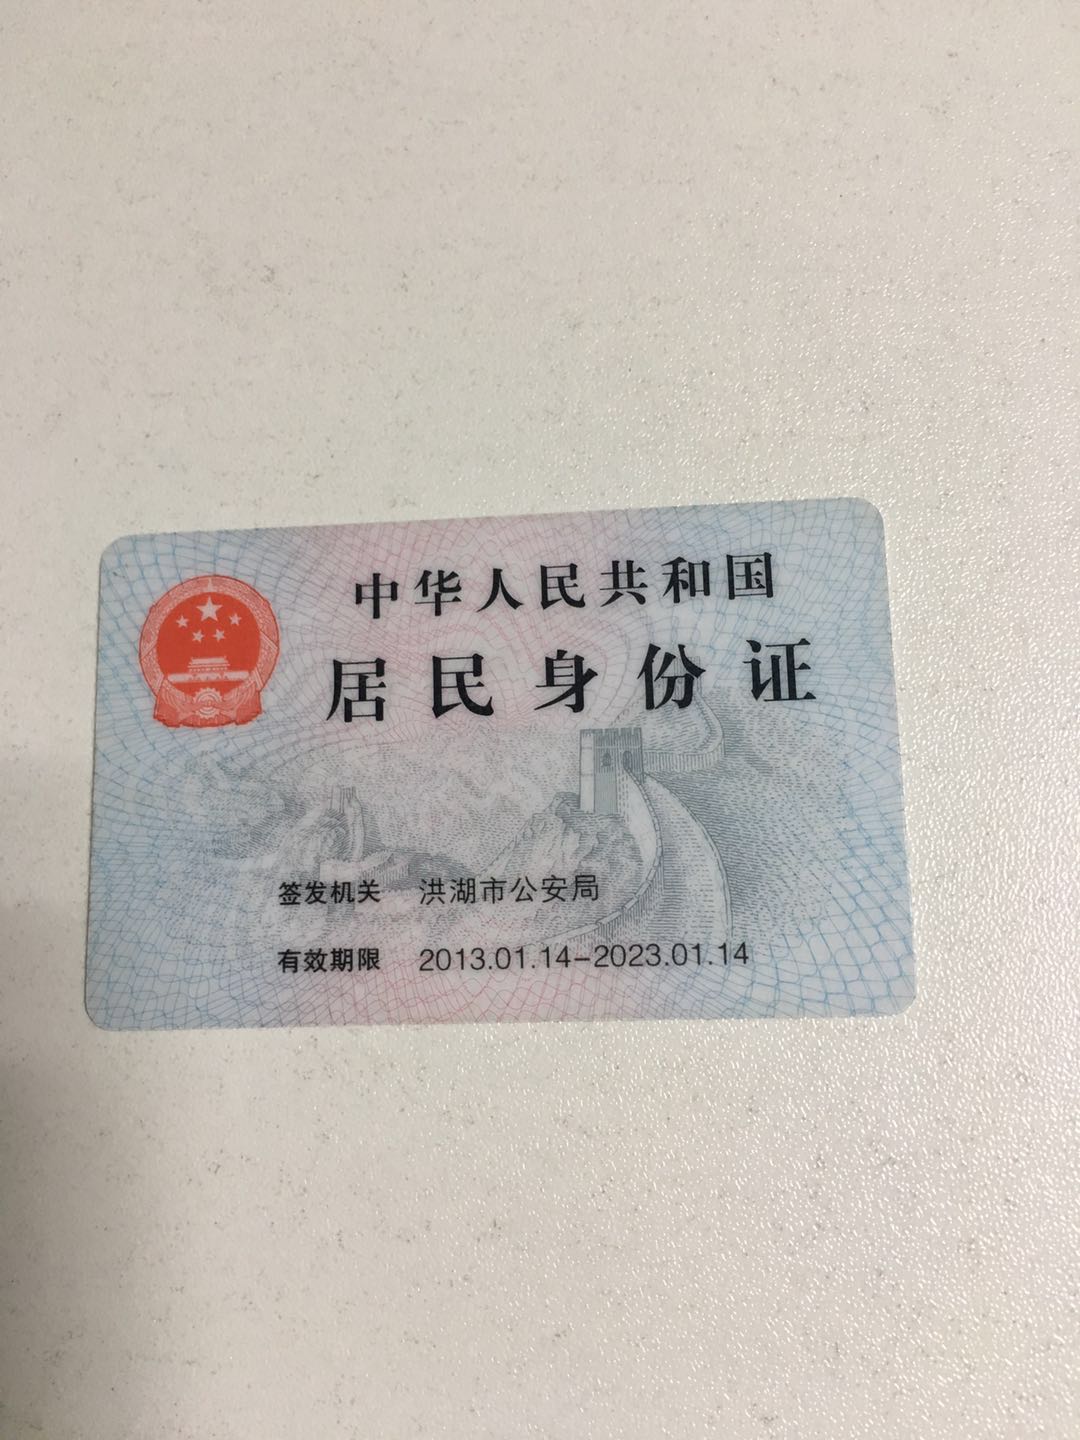 中华人民共和国
居民身份证
签发机关 洪湖市公安局
有效期限 2013.01.14-2023.01.14